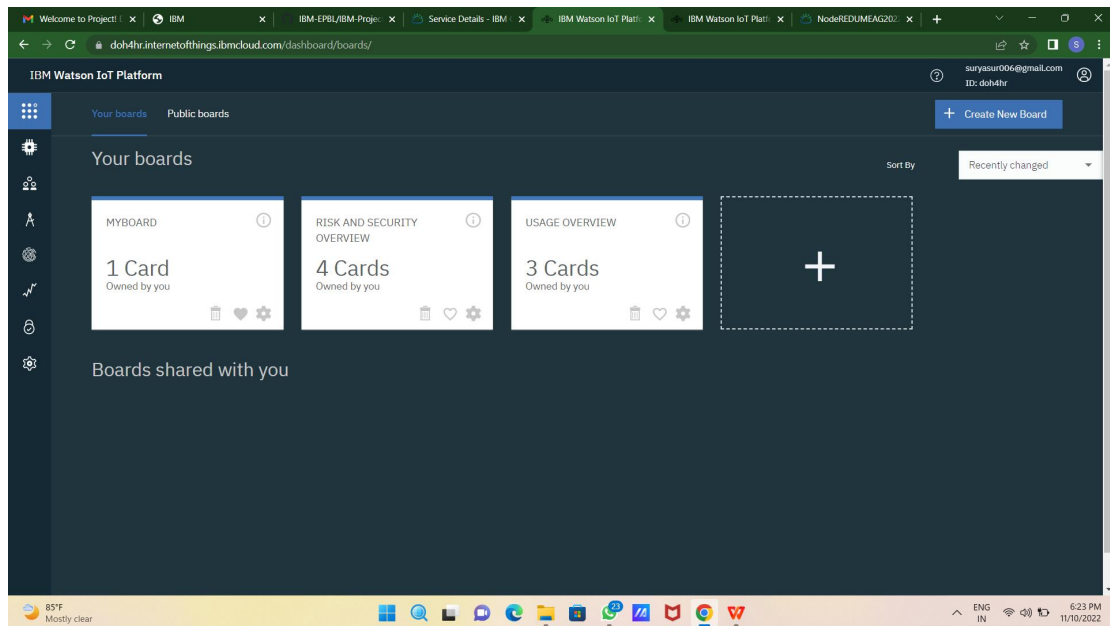 Welcome to Project!
IBM
IBM-EPBL/IBM-Projec
Service Details - IBM
IBM Watson IoT Platfo
IBM Watson IoT Platf
NodeREDUMEAG202
doh4hr.internetofthings.ibmcloud.com/dashboard/boards/
S
IBM Watson IoT Platform
suryasur006@gmail.com
ID: doh4hr
Your boards
Public boards
+ Create New Board
Your boards
Sort By
Recently changed
MYBOARD
1 Card
Owned by you
RISK AND SECURITY
OVERVIEW
4 Cards
Owned by you
USAGE OVERVIEW
3 Cards
Owned by you
Boards shared with you
85°F
Mostly clear
23
ENG
IN
6:23 PM
11/10/2022